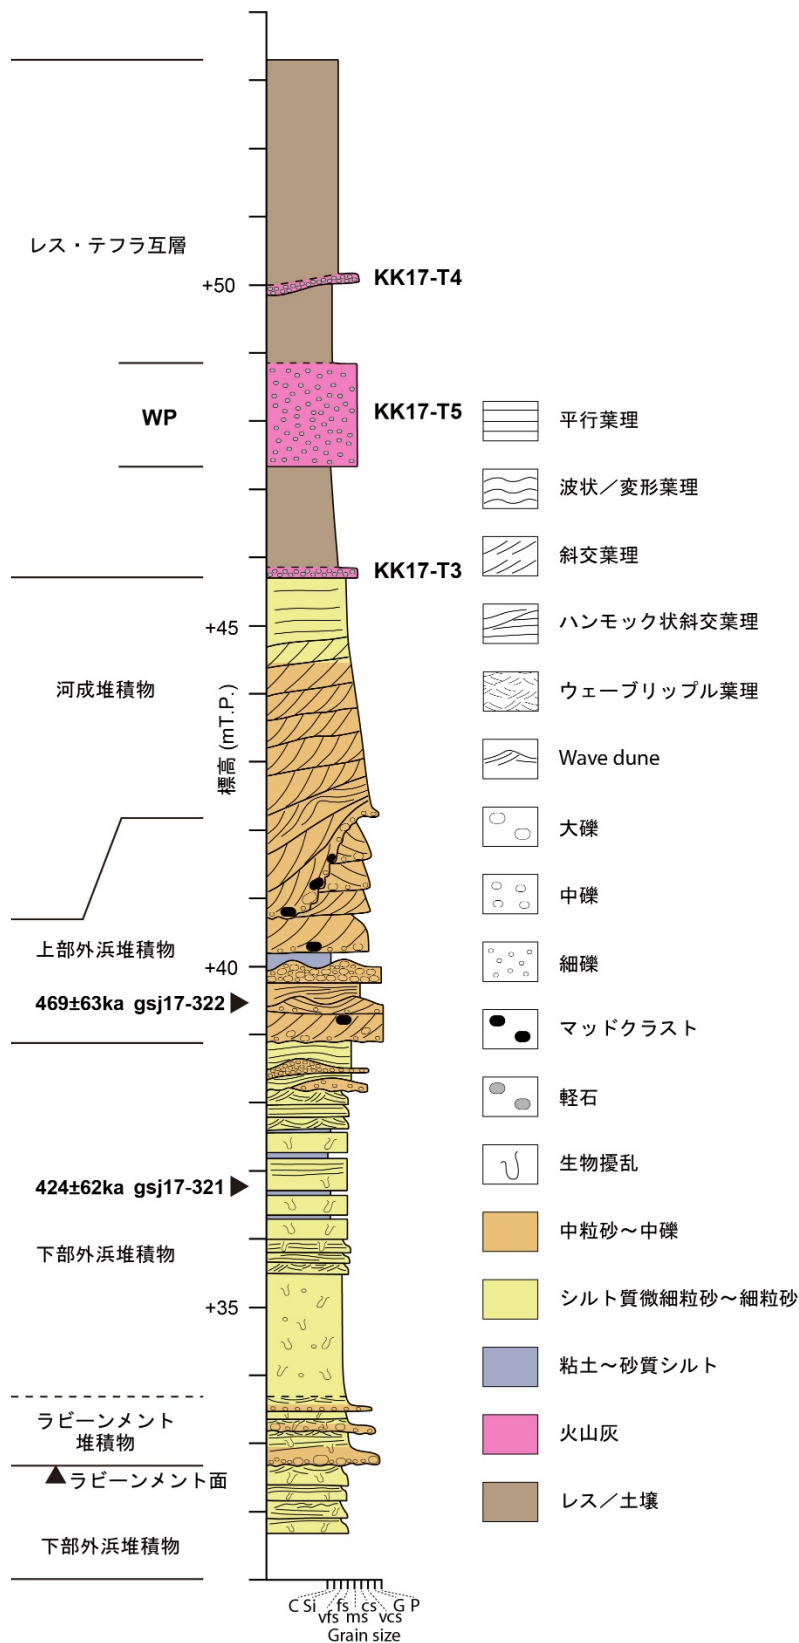 レス・テフラ互層
WP
河成堆積物
上部外浜堆積物
469±63ka gsj17-322
424±62ka gsj17-321
下部外浜堆積物
ラビーンメント
堆積物
ラビーンメント面
下部外浜堆積物
標高 (mT.P.)
+50
+45
+40
+35
KK17-T4
KK17-T5
KK17-T3
C Si fs cs G P
vfs ms vcs
Grain size
平行葉理
波状／変形葉理
斜交葉理
ハンモック状斜交葉理
ウェーブリップル葉理
Wave dune
大礫
中礫
細礫
マッドクラスト
軽石
生物擾乱
中粒砂～中礫
シルト質微細粒砂～細粒砂
粘土～砂質シルト
火山灰
レス／土壌